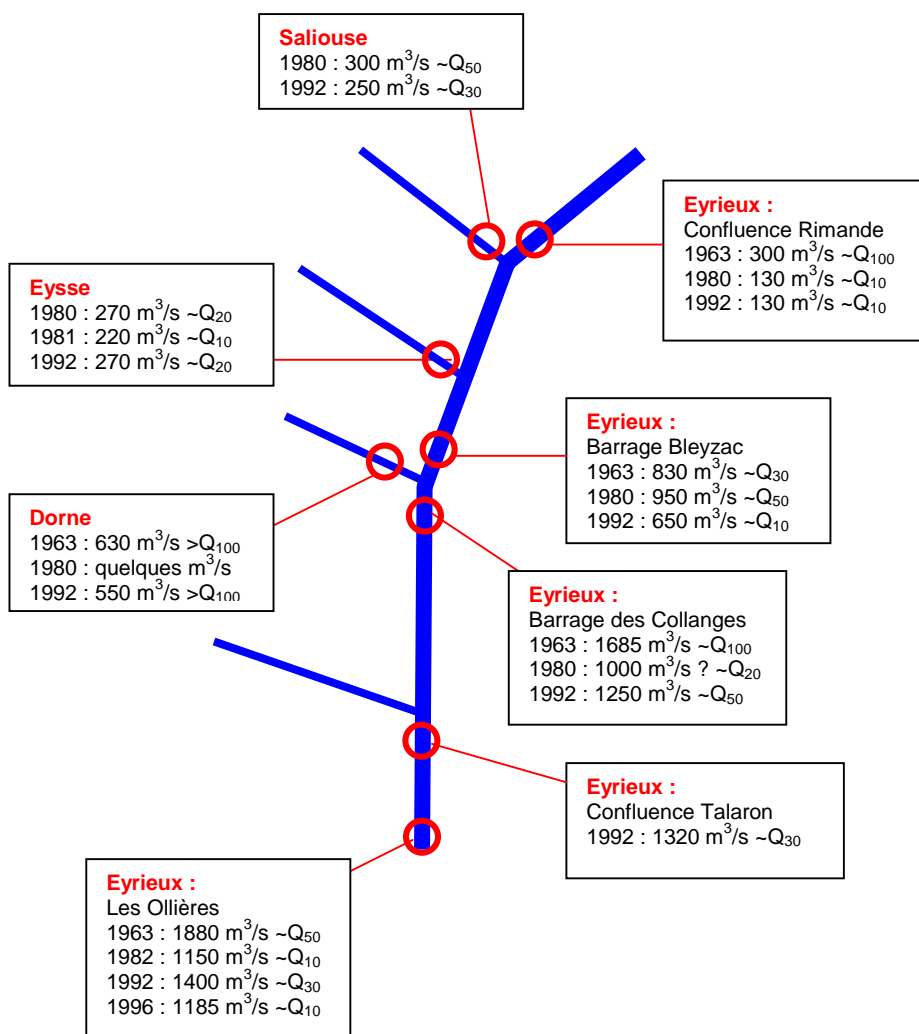 Saliouse
1980 : 300 m³/s ~Q₅₀
1992 : 250 m³/s ~Q₃₀
Eyrieux :
Confluence Rimande
1963 : 300 m³/s ~Q₁₀₀
1980 : 130 m³/s ~Q₁₀
1992 : 130 m³/s ~Q₁₀
Eysse
1980 : 270 m³/s ~Q₂₀
1981 : 220 m³/s ~Q₁₀
1992 : 270 m³/s ~Q₂₀
Eyrieux :
Barrage Bleyzac
1963 : 830 m³/s ~Q₃₀
1980 : 950 m³/s ~Q₅₀
1992 : 650 m³/s ~Q₁₀
Dorne
1963 : 630 m³/s >Q₁₀₀
1980 : quelques m³/s
1992 : 550 m³/s >Q₁₀₀
Eyrieux :
Barrage des Collanges
1963 : 1685 m³/s ~Q₁₀₀
1980 : 1000 m³/s ? ~Q₂₀
1992 : 1250 m³/s ~Q₅₀
Eyrieux :
Confluence Talaron
1992 : 1320 m³/s ~Q₃₀
Eyrieux :
Les Ollières
1963 : 1880 m³/s ~Q₅₀
1982 : 1150 m³/s ~Q₁₀
1992 : 1400 m³/s ~Q₃₀
1996 : 1185 m³/s ~Q₁₀